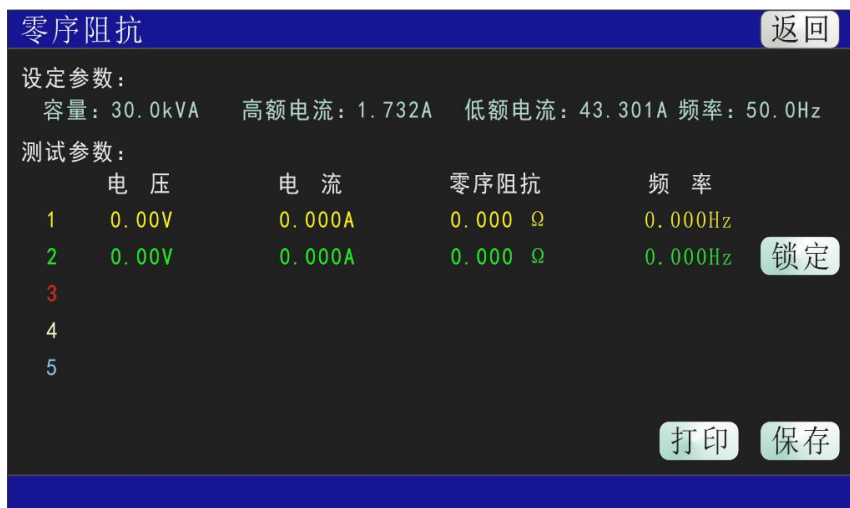 零序阻抗 返回
设定参数：
容量：30.0kVA 高额电流：1.732A 低额电流：43.301A 频率：50.0Hz
测试参数：
电 压 电 流 零序阻抗 频 率
1 0.00V 0.000A 0.000 Ω 0.000Hz
2 0.00V 0.000A 0.000 Ω 0.000Hz 锁定
3
4
5
打印 保存